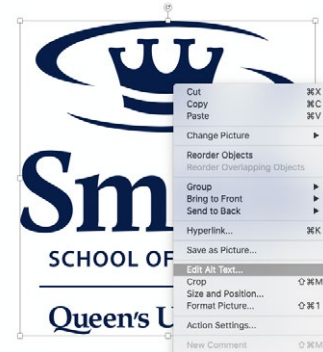 Sm
SCHOOL OF
Queen's U
Cut ⌘X
Copy ⌘C
Paste ⌘V
Change Picture ▶
Reorder Objects
Reorder Overlapping Objects
Group ▶
Bring to Front ▶
Send to Back ▶
Hyperlink... ⌘K
Save as Picture...
Edit Alt Text...
Crop ⇧⌘M
Size and Position...
Format Picture... ⇧⌘1
Action Settings...
New Comment ⇧⌘M